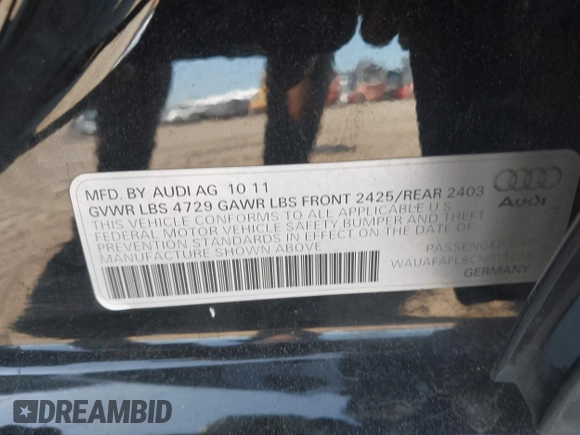 MFD. BY AUDI AG 10 11
GVWR LBS 4729 GAWR LBS FRONT 2425/REAR 2403
THIS VEHICLE CONFORMS TO ALL APPLICABLE U.S.
FEDERAL MOTOR VEHICLE SAFETY BUMPER AND THEFT
PREVENTION STANDARDS IN EFFECT ON THE DATE OF
MANUFACTURE SHOWN ABOVE
Audi
PASSENGER CAR
GERMANY
DREAMBID